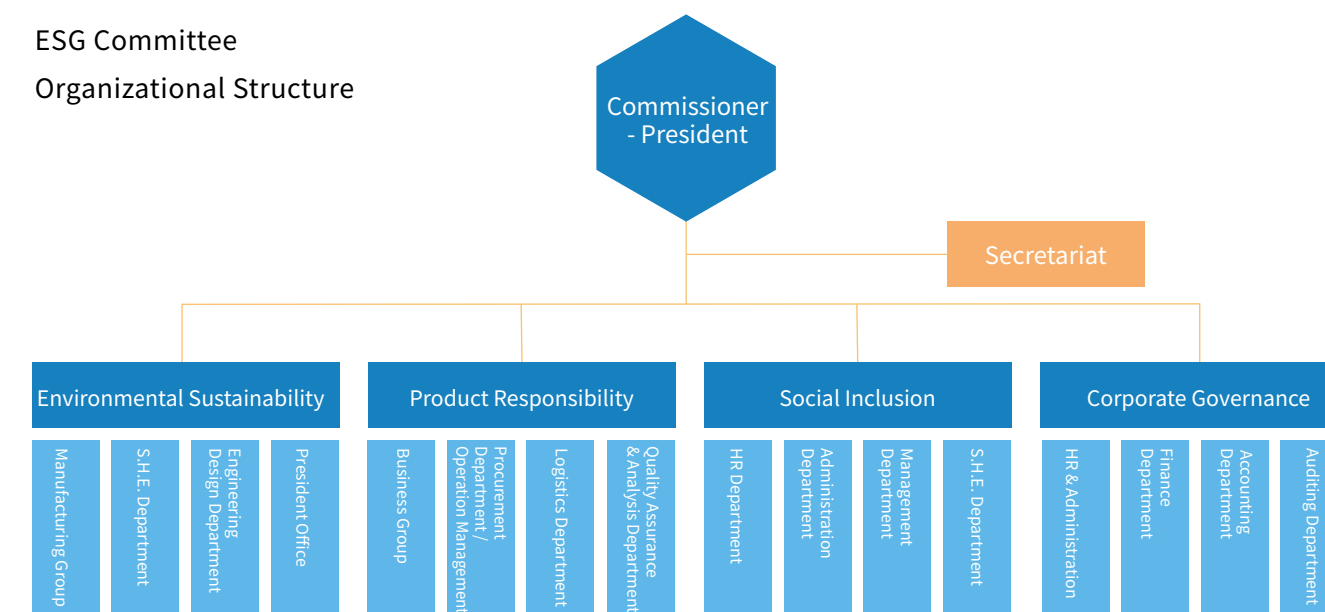 ESG Committee
Organizational Structure
Commissioner
- President
Secretariat
Environmental Sustainability
Product Responsibility
Social Inclusion
Corporate Governance
Manufacturing Group
S.H.E. Department
Engineering
Design Department
President Office
Business Group
Procurement
Department /
Operation Management
Logistics Department
Quality Assurance
& Analysis Department
HR Department
Administration
Department
Management
Department
S.H.E. Department
HR & Administration
Finance
Department
Accounting
Department
Auditing Department